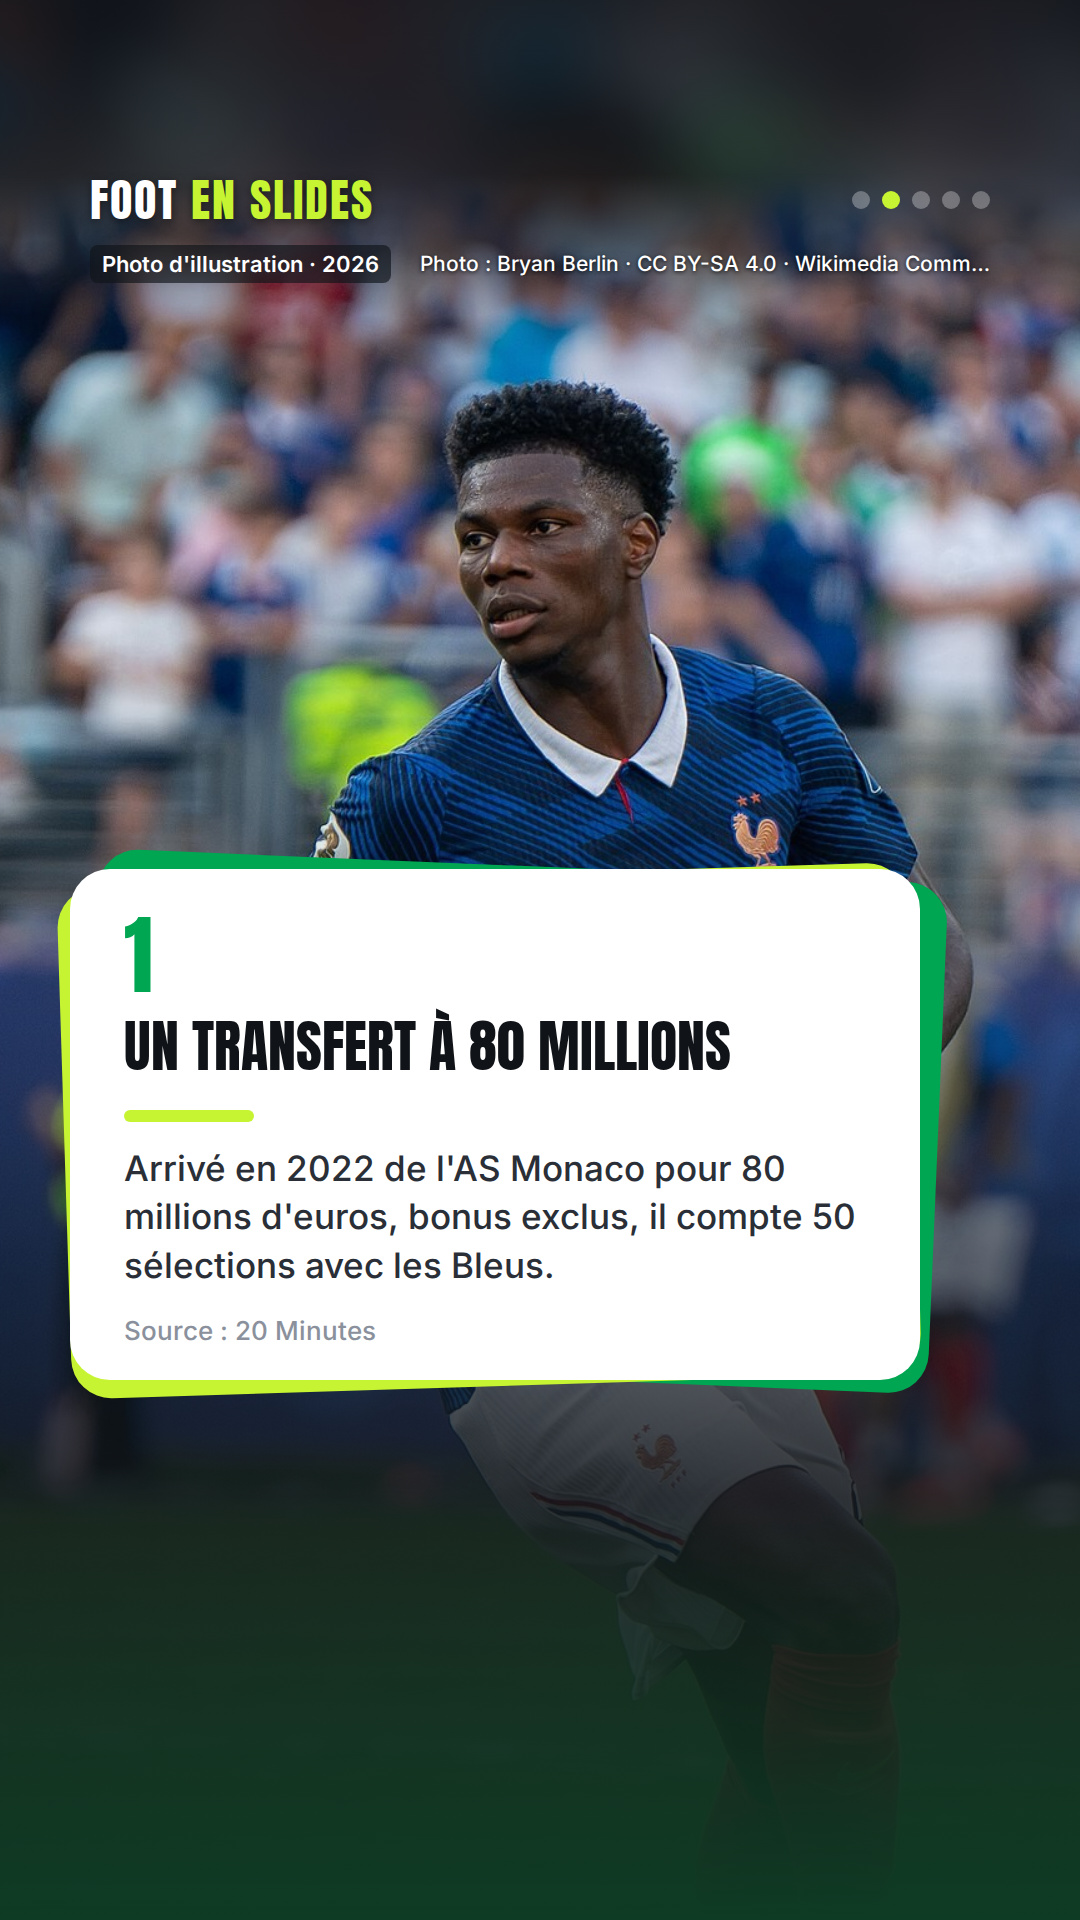 FOOT EN SLIDES
Photo d'illustration · 2026
Photo : Bryan Berlin · CC BY-SA 4.0 · Wikimedia Comm...
1
UN TRANSFERT À 80 MILLIONS
Arrivé en 2022 de l'AS Monaco pour 80
millions d'euros, bonus exclus, il compte 50
sélections avec les Bleus.
Source : 20 Minutes